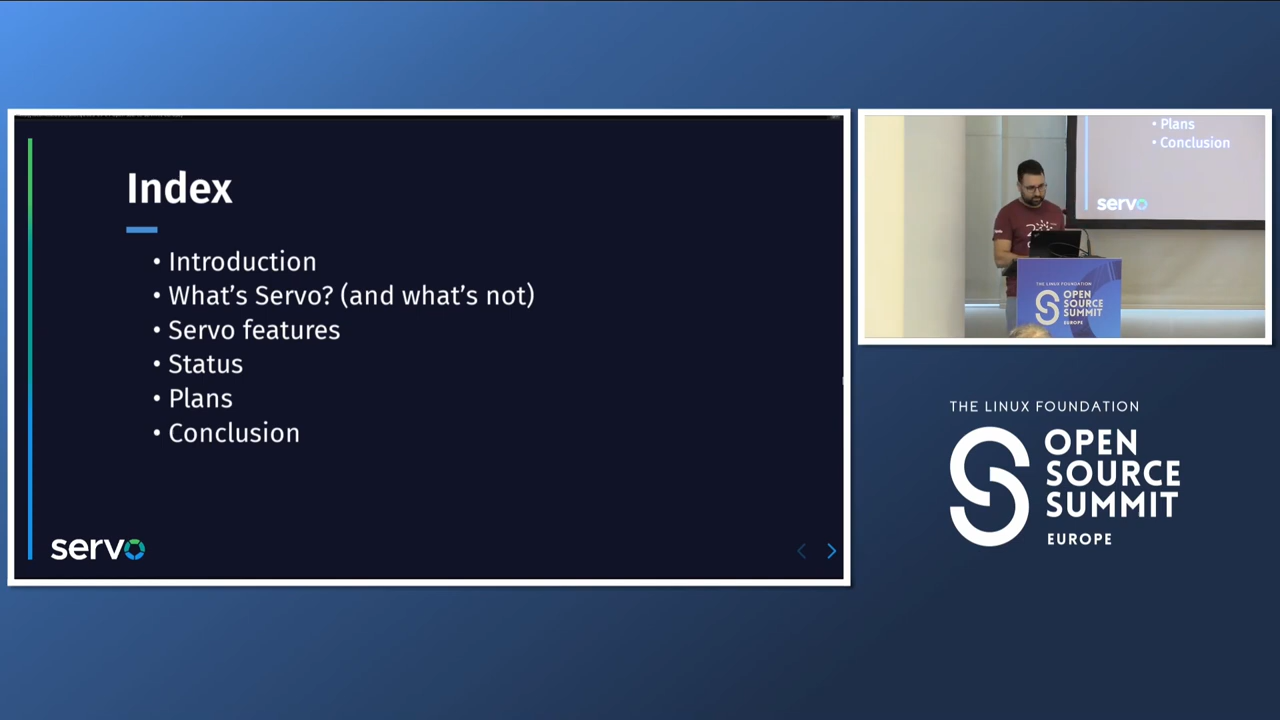 Index
• Introduction
• What's Servo? (and what's not)
• Servo features
• Status
• Plans
• Conclusion
servo
• Plans
• Conclusion
servo
THE LINUX FOUNDATION
OPEN
SOURCE
SUMMIT
EUROPE
THE LINUX FOUNDATION
OPEN
SOURCE
SUMMIT
EUROPE